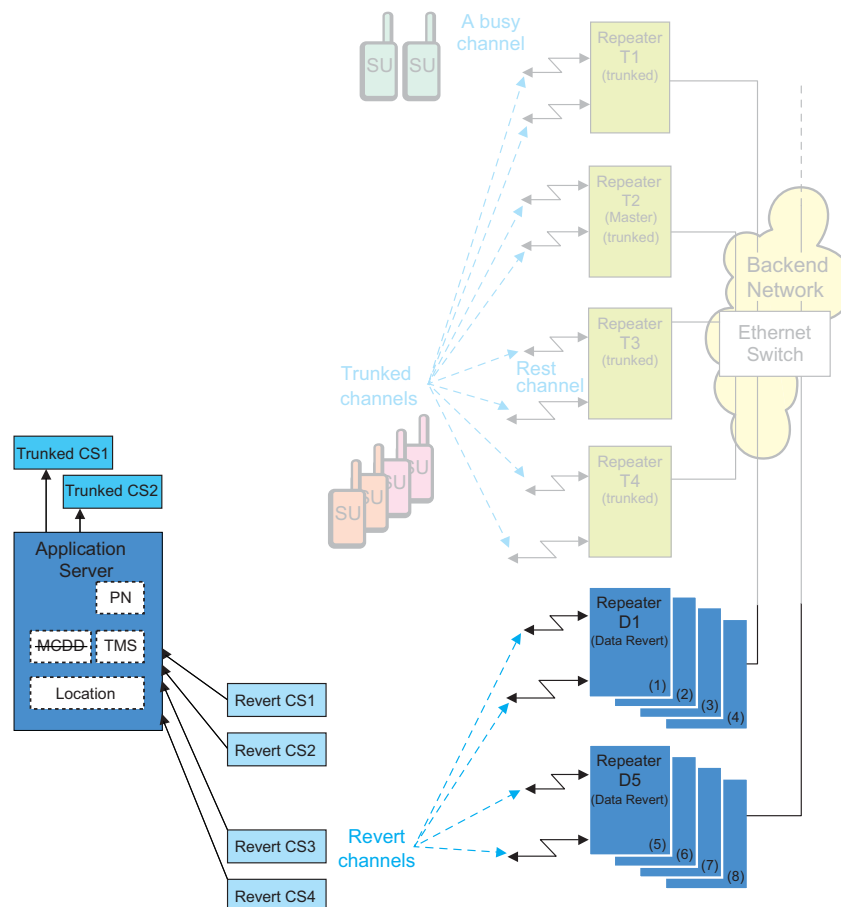 A busy
channel
SU
SU
Repeater
T1
(trunked)
Repeater
T2
(Master)
(trunked)
Backend
Network
Ethernet
Switch
Repeater
T3
(trunked)
Trunked
channels
Rest
channel
Repeater
T4
(trunked)
SU
SU
SU
SU
Trunked CS1
Trunked CS2
Application
Server
PN
MCDD
TMS
Location
Revert CS1
Revert CS2
Revert CS3
Revert CS4
Revert
channels
Repeater
D1
(Data Revert)
(1)
(2)
(3)
(4)
Repeater
D5
(Data Revert)
(5)
(6)
(7)
(8)